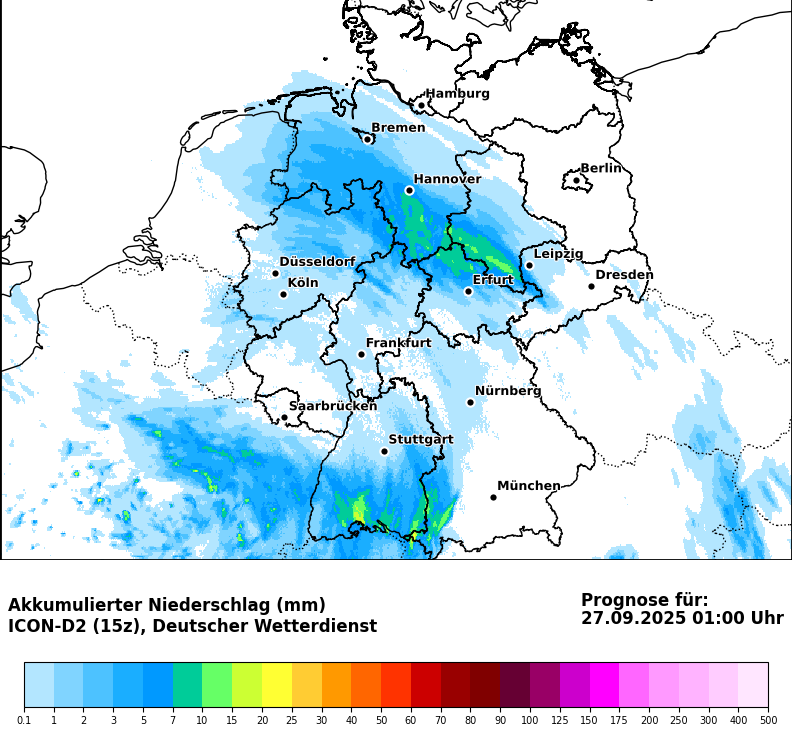 Hamburg
Bremen
Berlin
Hannover
Leipzig
Düsseldorf
Dresden
Köln
Erfurt
Frankfurt
Nürnberg
Saarbrücken
Stuttgart
München
Akkumulierter Niederschlag (mm)
ICON-D2 (15z), Deutscher Wetterdienst
Prognose für:
27.09.2025 01:00 Uhr
0.1 1 2 3 5 7 10 15 20 25 30 40 50 60 70 80 90 100 125 150 175 200 250 300 400 500